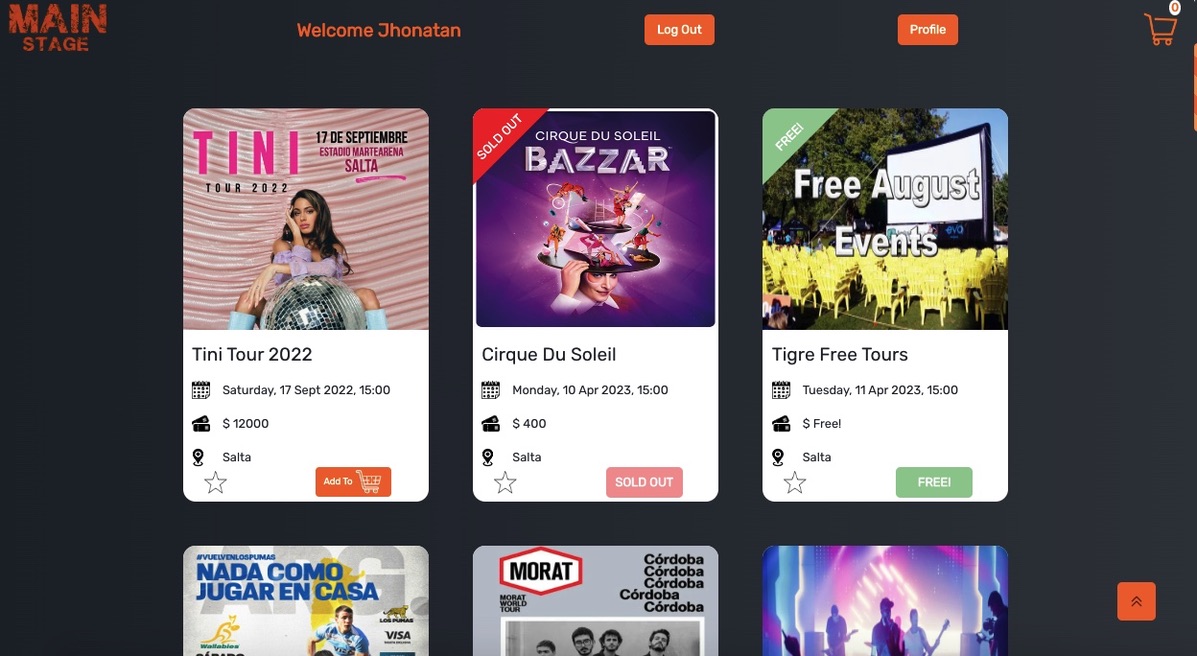 MAIN
STAGE
Welcome Jhonatan
Log Out
Profile
0
TINI
TOUR 2022
17 DE SEPTIEMBRE
ESTADIO MARTEARENA
SALTA
SOLD OUT
CIRQUE DU SOLEIL
BAZZAR
FREE!
Free August
Events
evo
Tini Tour 2022
Saturday, 17 Sept 2022, 15:00
$ 12000
Salta
Add To
Cirque Du Soleil
Monday, 10 Apr 2023, 15:00
$ 400
Salta
SOLD OUT
Tigre Free Tours
Tuesday, 11 Apr 2023, 15:00
$ Free!
Salta
FREE!
#VUELVENLOSPUMAS
ARG
NADA COMO
JUGAR EN CASA
LOS PUMAS
Wallabies
VISA
SÁBADO
MORAT
MORAT
WORLD
TOUR
Córdoba
Córdoba
Córdoba
Córdoba
Córdoba